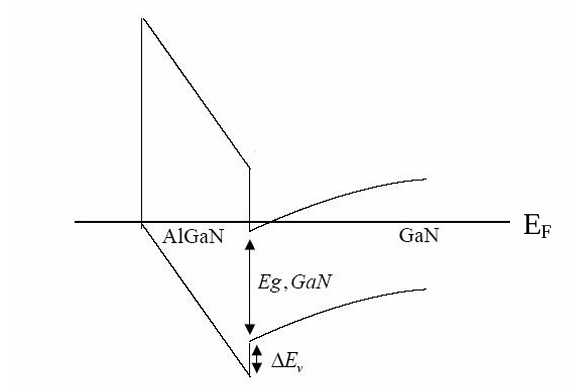 E_F
AlGaN
GaN
Eg,GaN
ΔE_v